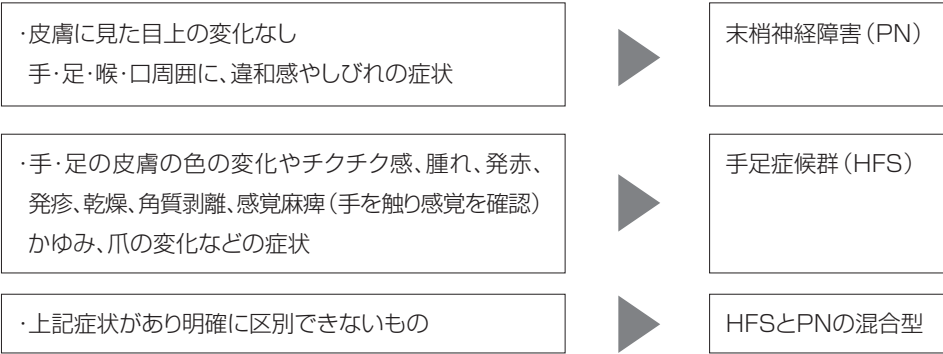 ・皮膚に見た目上の変化なし
手・足・喉・口周囲に、違和感やしびれの症状
末梢神経障害（PN）
・手・足の皮膚の色の変化やチクチク感、腫れ、発赤、
発疹、乾燥、角質剥離、感覚麻痺（手を触り感覚を確認）
かゆみ、爪の変化などの症状
手足症候群（HFS）
・上記症状があり明確に区別できないもの
HFSとPNの混合型